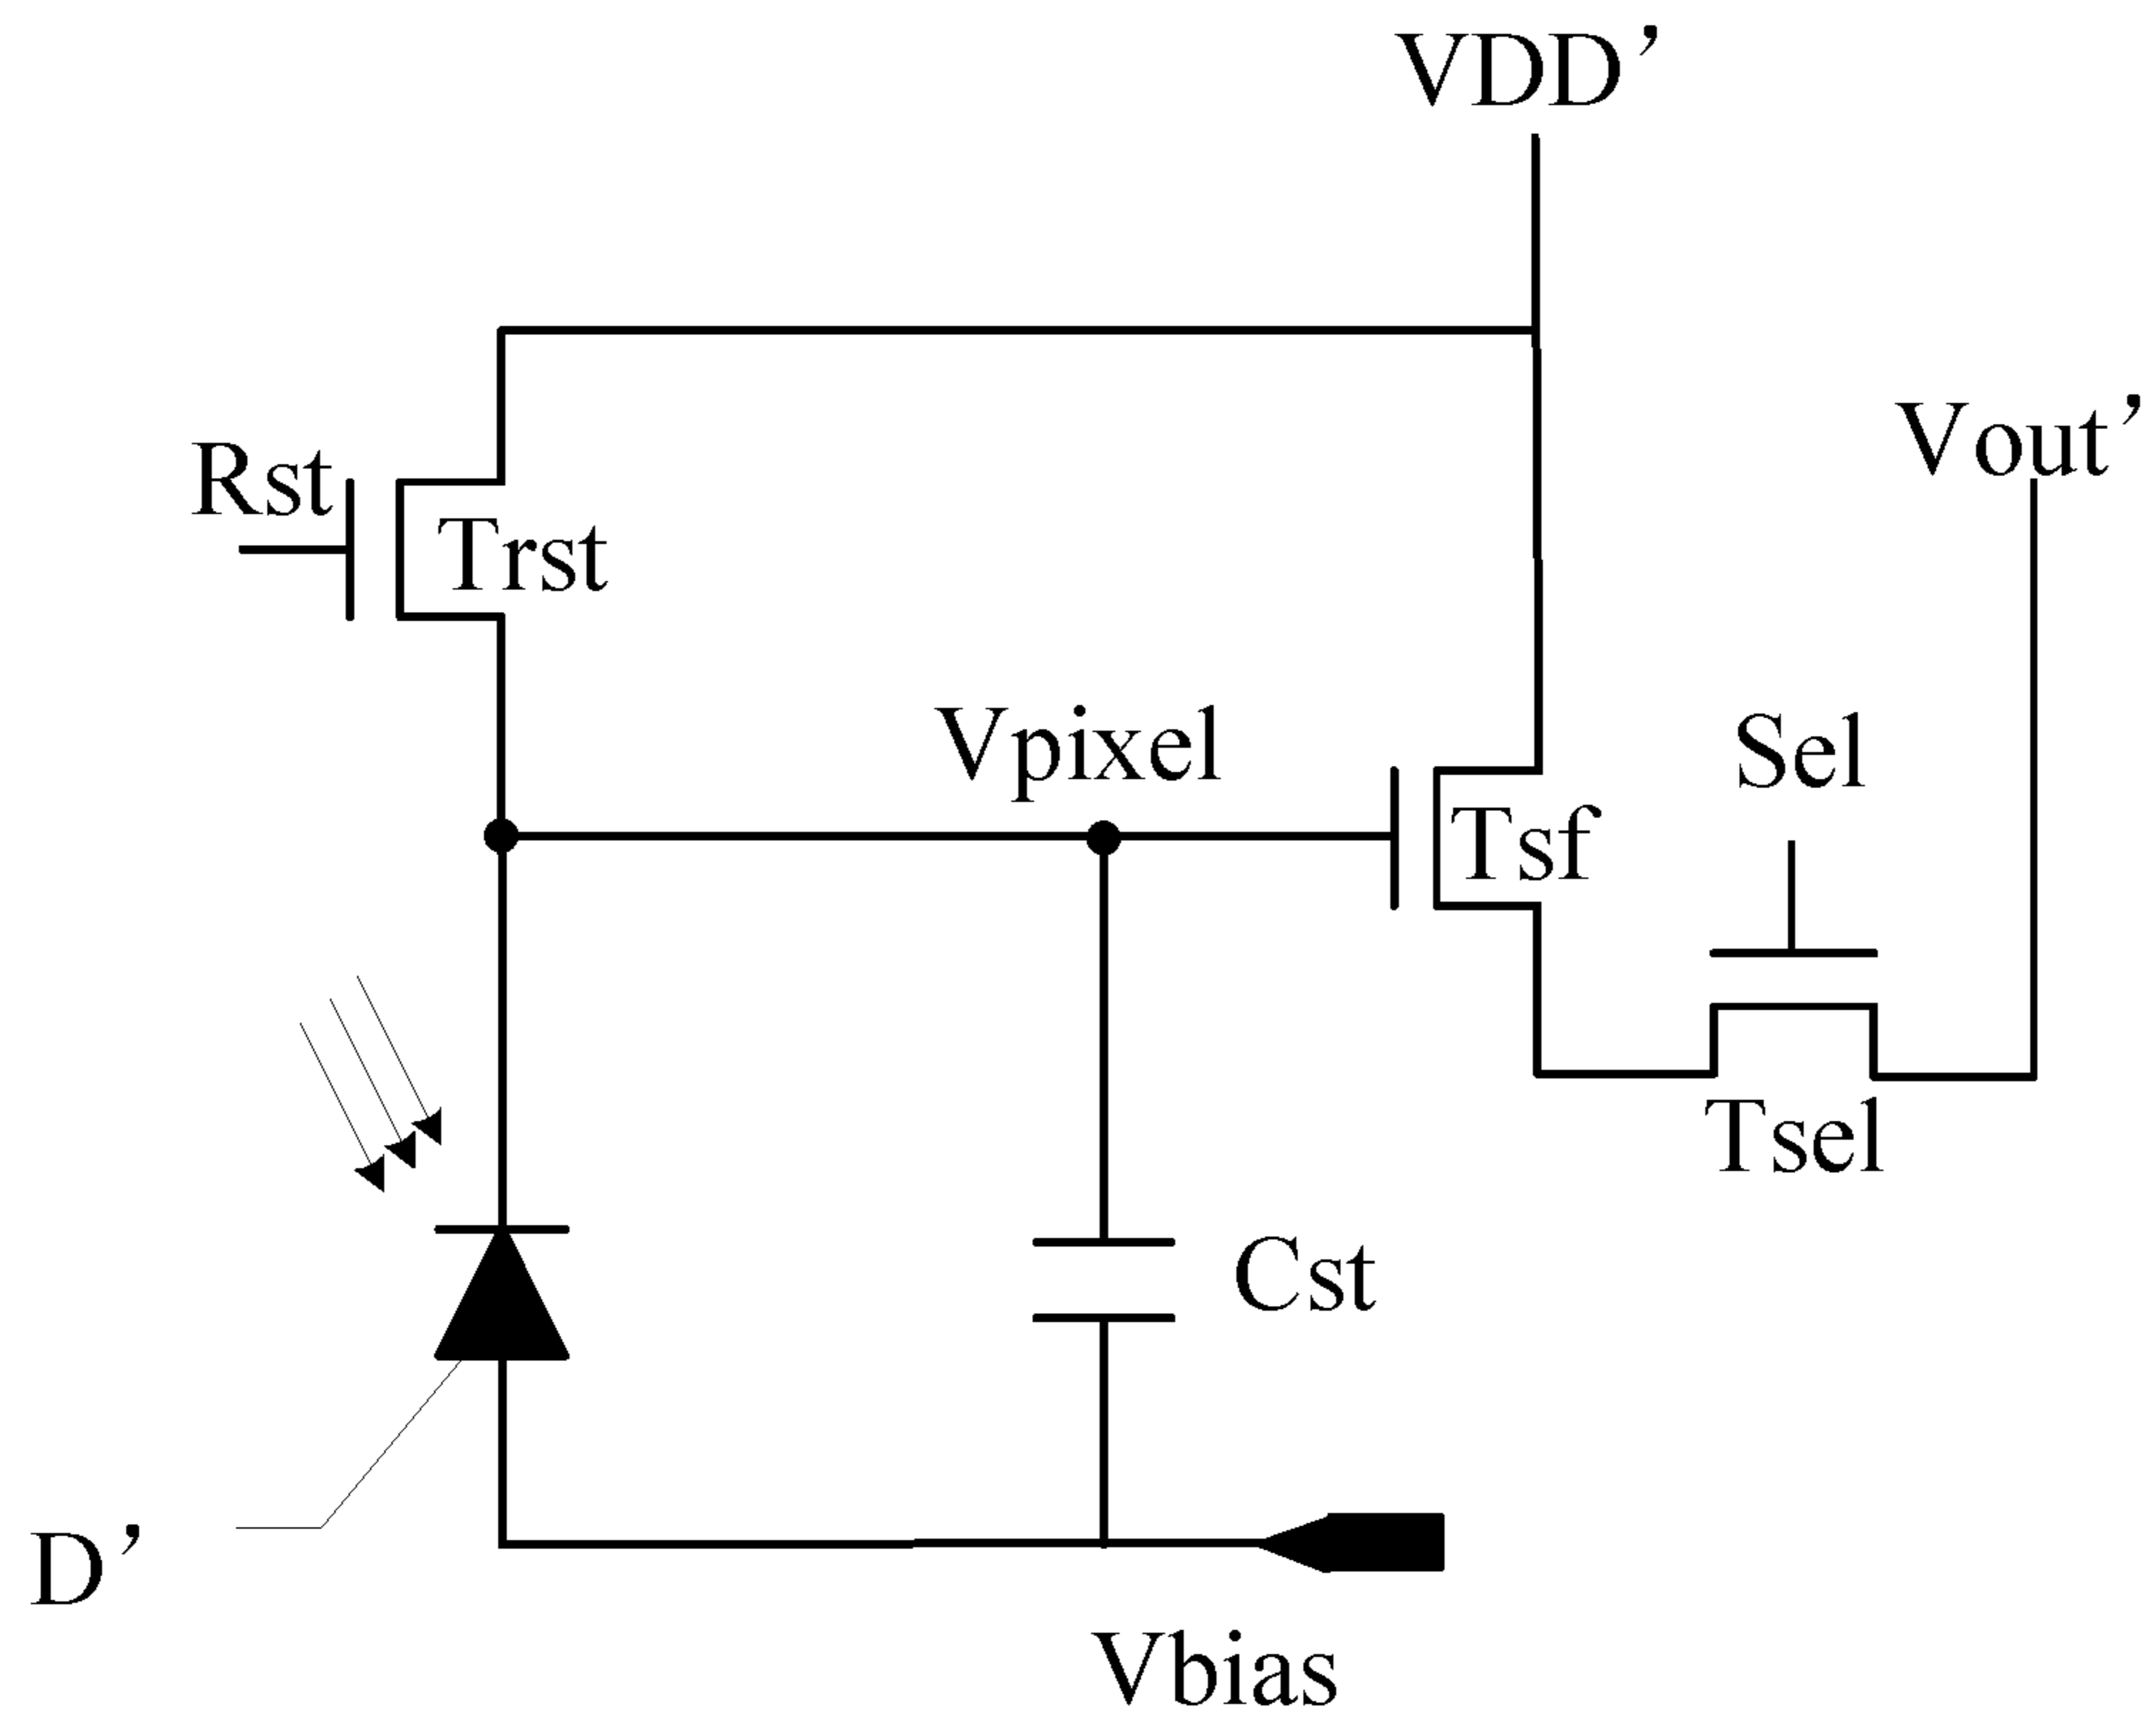 VDD’
Vout’
Rst
Trst
Vpixel
Sel
Tsf
Tsel
Cst
D’
Vbias